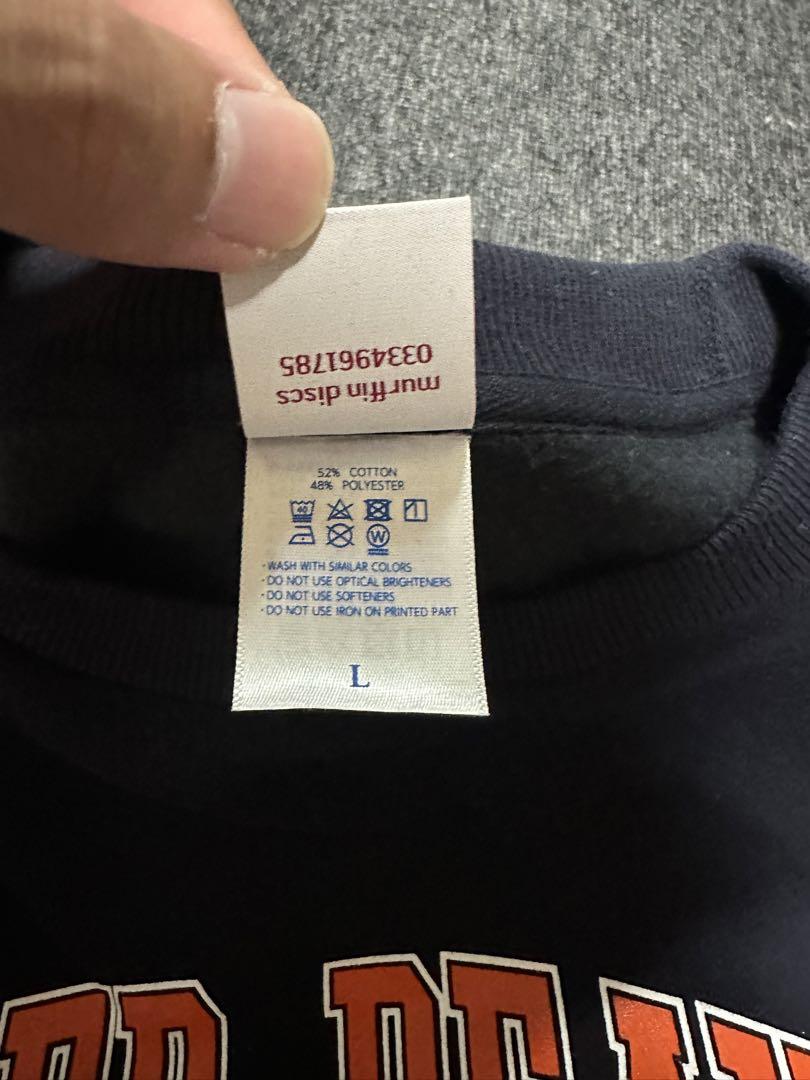 murffin discs
0334961785
52% COTTON
48% POLYESTER
40
W
·WASH WITH SIMILAR COLORS
·DO NOT USE OPTICAL BRIGHTENERS
·DO NOT USE SOFTENERS
·DO NOT USE IRON ON PRINTED PART
L